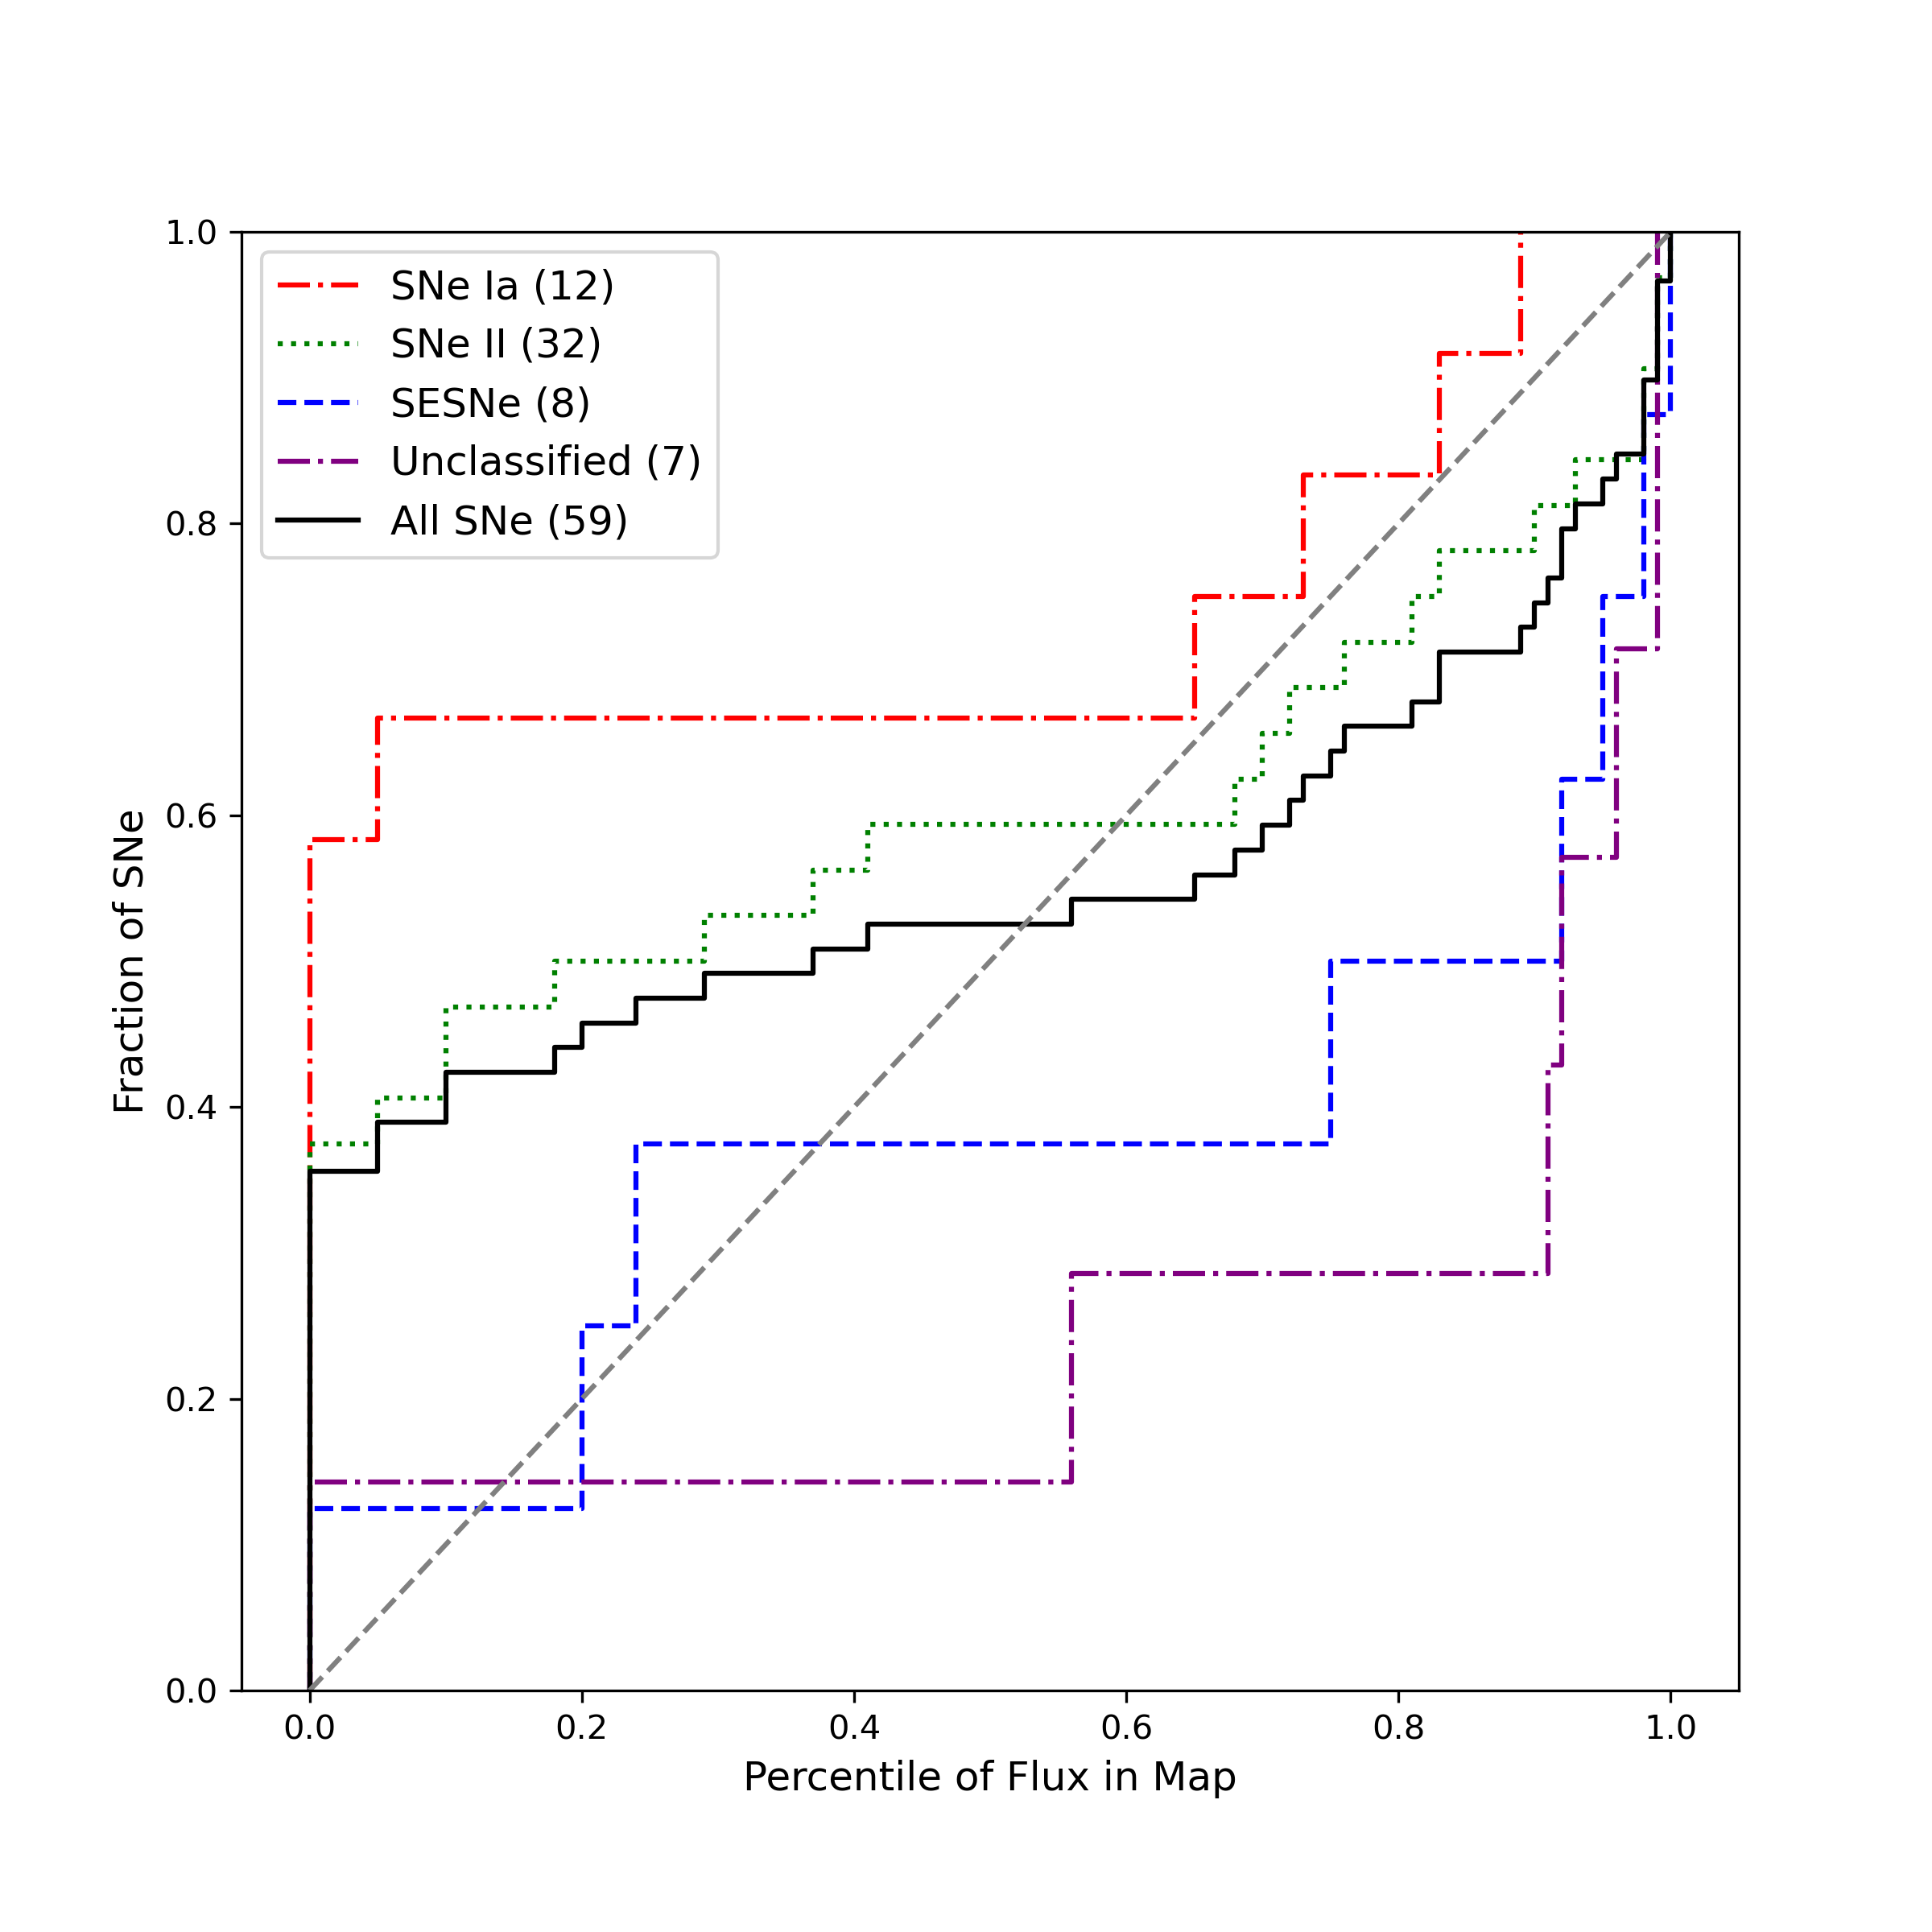 SNe Ia (12)
SNe II (32)
SESNe (8)
Unclassified (7)
All SNe (59)
1.0
0.8
0.6
0.4
0.2
0.0
Fraction of SNe
0.0 0.2 0.4 0.6 0.8 1.0
Percentile of Flux in Map